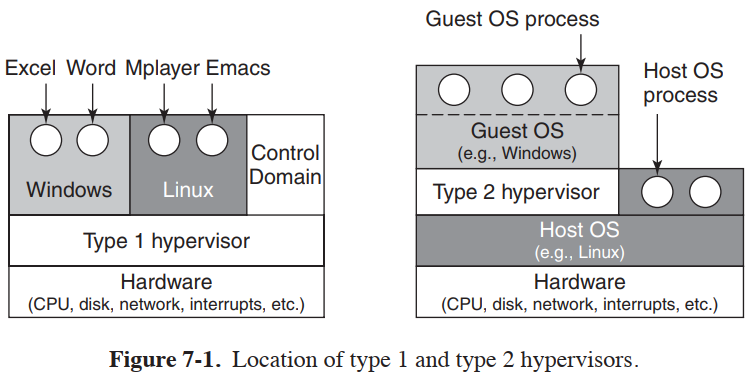 Guest OS process
Excel Word Mplayer Emacs
Host OS
process
Control
Domain
Windows
Linux
Type 1 hypervisor
Hardware
(CPU, disk, network, interrupts, etc.)
Guest OS
(e.g., Windows)
Type 2 hypervisor
Host OS
(e.g., Linux)
Hardware
(CPU, disk, network, interrupts, etc.)
Figure 7-1. Location of type 1 and type 2 hypervisors.